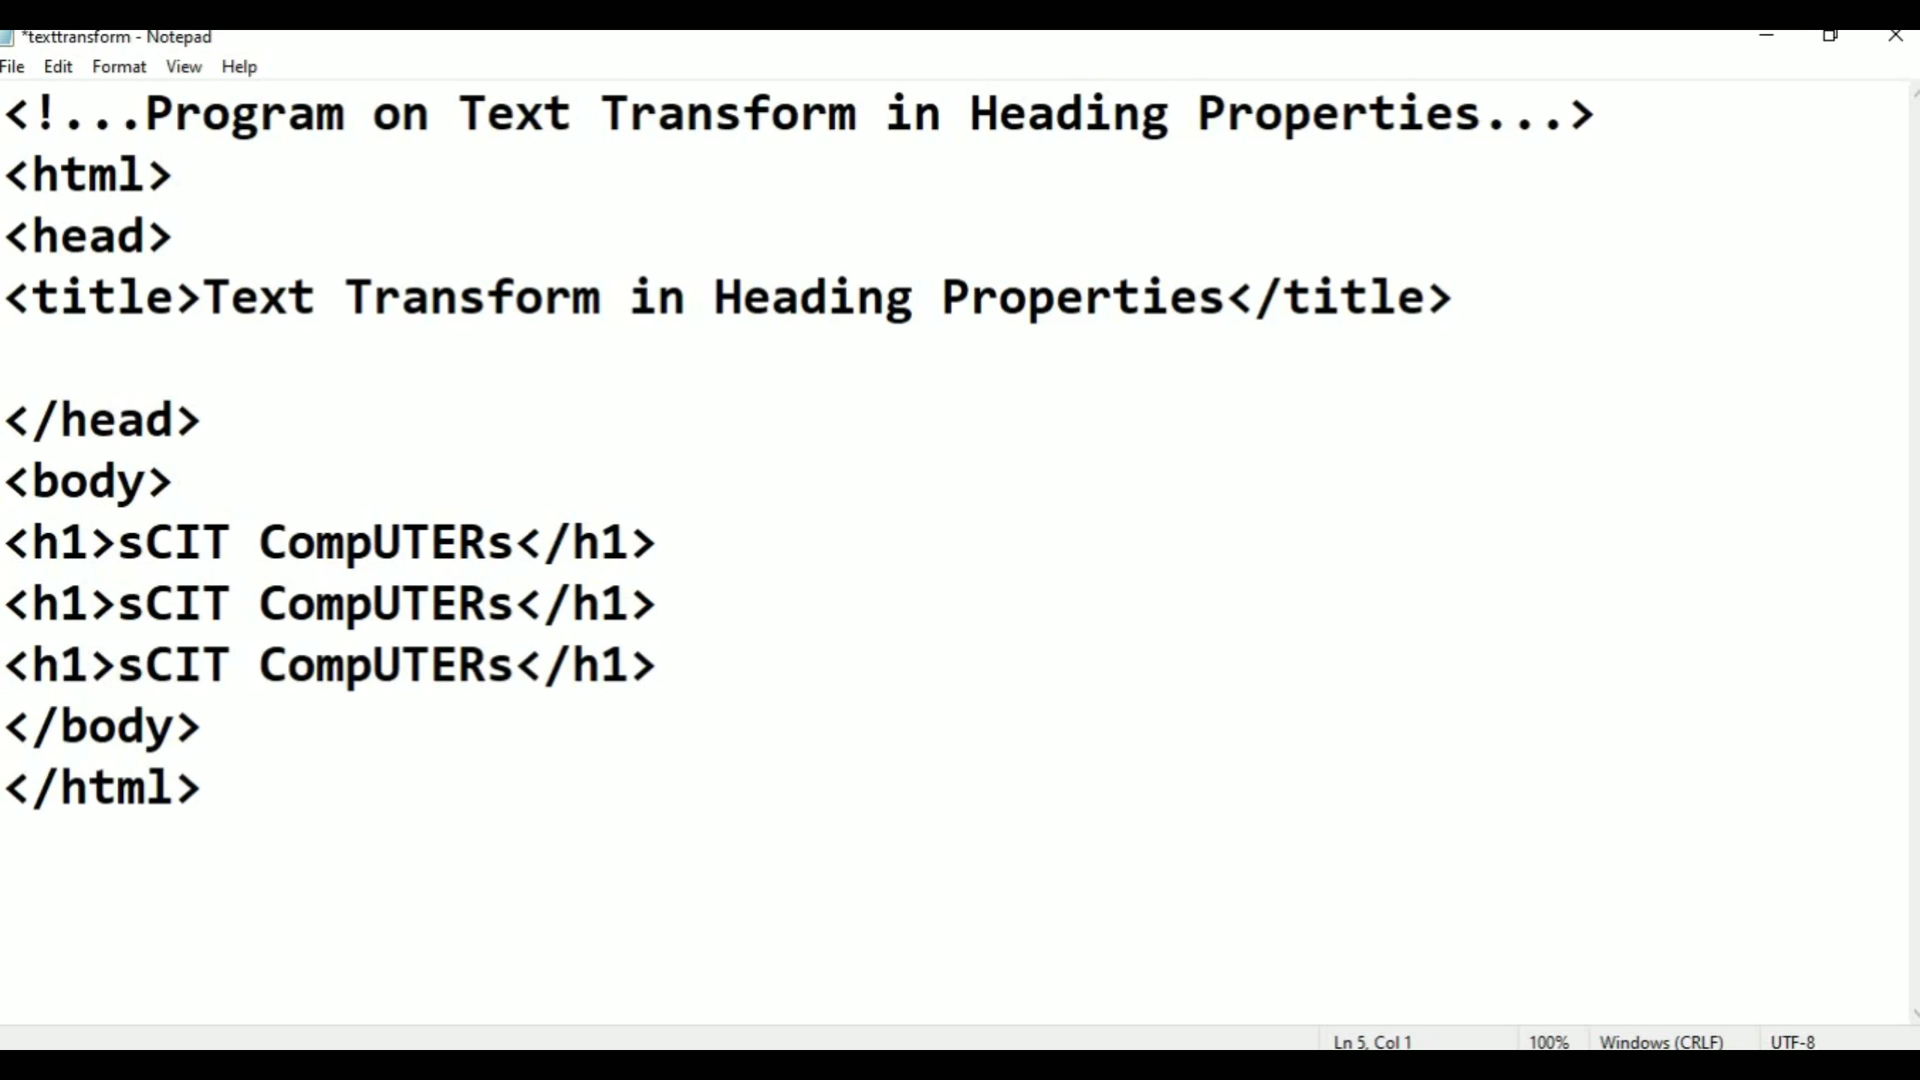 *texttransform - Notepad
File Edit Format View Help
<!...Program on Text Transform in Heading Properties...>
<html>
<head>
<title>Text Transform in Heading Properties</title>
</head>
<body>
<h1>sCIT CompUTERs</h1>
<h1>sCIT CompUTERs</h1>
<h1>sCIT CompUTERs</h1>
</body>
</html>
Ln 5, Col 1 100% Windows (CRLF) UTF-8